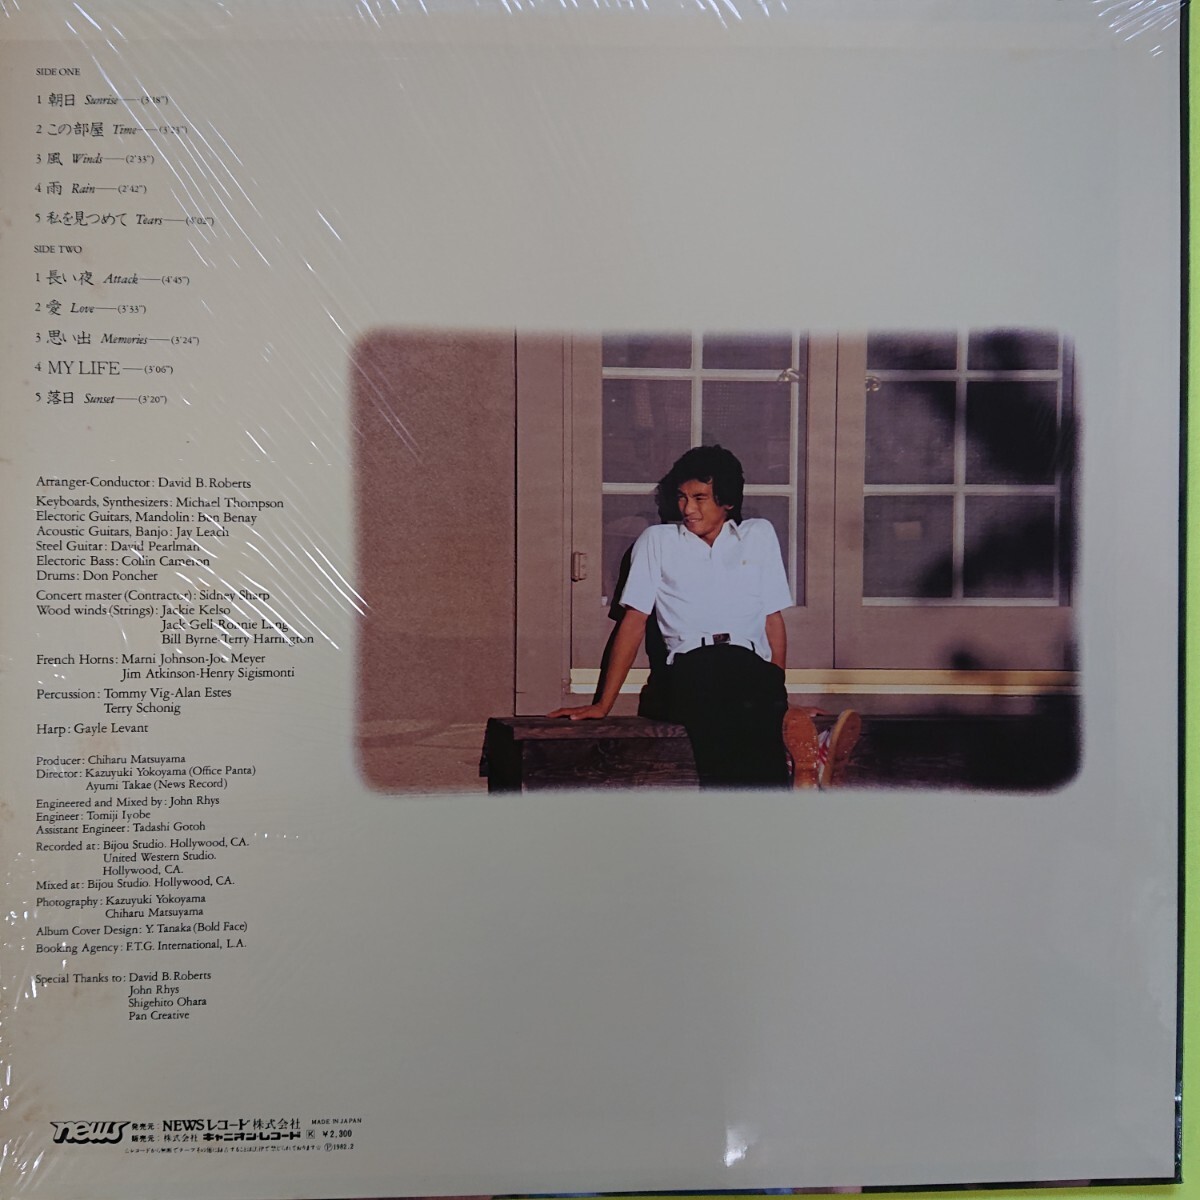 SIDE ONE
1 朝日 Sunrise——(3'18")
2 この部屋 Time——(3'23")
3 風 Winds——(2'33")
4 雨 Rain——(2'42")
5 私を見つめて Tears——
SIDE TWO
1 長い夜 Attack——(4'45")
2 愛 Love——(3'33")
3 思い出 Memories——(3'24")
4 MY LIFE——(3'06")
5 落日 Sunset——(3'20")
Arranger-Conductor: David B. Roberts
Keyboards, Synthesizers: Michael Thompson
Electoric Guitars, Mandolin: Ben Benay
Acoustic Guitars, Banjo: Jay Leach
Steel Guitar: David Pearlman
Electoric Bass: Collin Cameron
Drums: Don Poncher
Concert master (Contractor): Sidney Sharp
Wood winds (Strings): Jackie Kelso
Jack Gell-Ronnie Lang
Bill Byrne-Terry Harrington
French Horns: Marni Johnson-Joe Meyer
Jim Atkinson-Henry Sigismonti
Percussion: Tommy Vig-Alan Estes
Terry Schonig
Harp: Gayle Levant
Producer: Chiharu Matsuyama
Director: Kazuyuki Yokoyama (Office Panta)
Ayumi Takae (News Record)
Engineered and Mixed by: John Rhys
Engineer: Tomiji Iyobe
Assistant Engineer: Tadashi Gotoh
Recorded at: Bijou Studio. Hollywood, CA.
United Western Studio.
Hollywood, CA.
Mixed at: Bijou Studio. Hollywood, CA.
Photography: Kazuyuki Yokoyama
Chiharu Matsuyama
Album Cover Design: Y. Tanaka (Bold Face)
Booking Agency: F.T.G. International, L.A.
Special Thanks to: David B. Roberts
John Rhys
Shigehito Ohara
Pan Creative
news 発売元: NEWSレコード株式会社 MADE IN JAPAN
販売元: 株式会社 キャニオン・レコード Ⓚ ¥2,300
Ⓟ1982.2